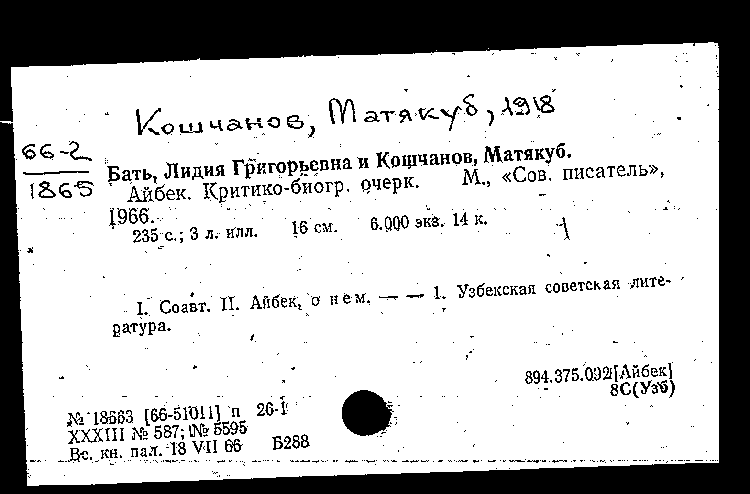 Кошчанов, Матякуб, 1918
66-2
1865
Бать, Лидия Григорьевна и Кошчанов, Матякуб.
Айбек. Критико-биогр. очерк. М., «Сов. писатель»,
1966.
235 с.; 3 л. илл. 16 см. 6.000 экз. 14 к.
I. Соавт. II. Айбек, о нем. — — 1. Узбекская советская лите-
ратура.
894.375.092[Айбек]
8С(Узб)
№ 18663 [66-51011] п 26-1
XXXIII № 587; № 5595
Вс. кн. пал. 18 VII 66 Б288